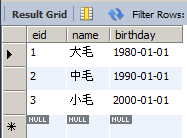 Result Grid Filter Rows:
eid name birthday
1 大毛 1980-01-01
2 中毛 1990-01-01
3 小毛 2000-01-01
NULL NULL NULL